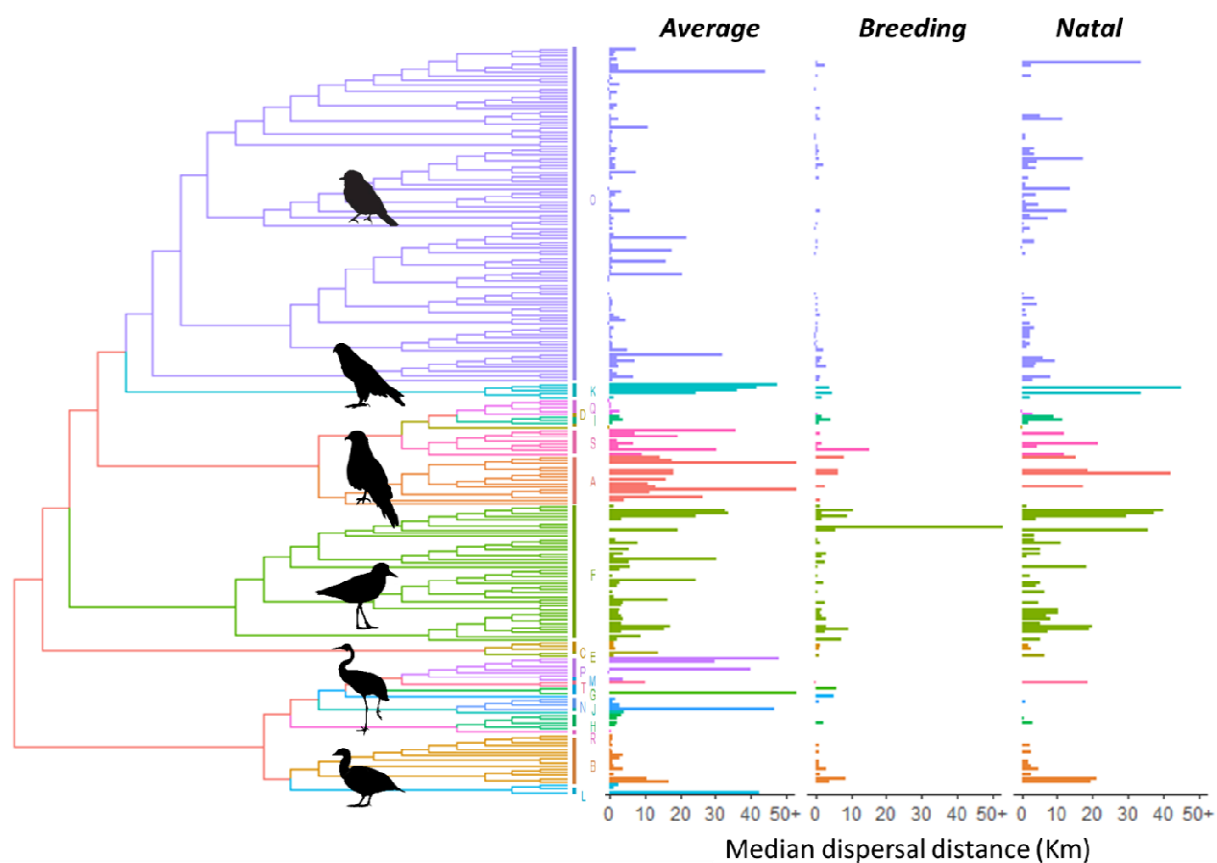 Average Breeding Natal
O
K
Q
D
I
S
A
F
C
E
P
M
T
G
N
J
H
R
B
L
0 10 20 30 40 50+ 0 10 20 30 40 50+ 0 10 20 30 40 50+
Median dispersal distance (Km)